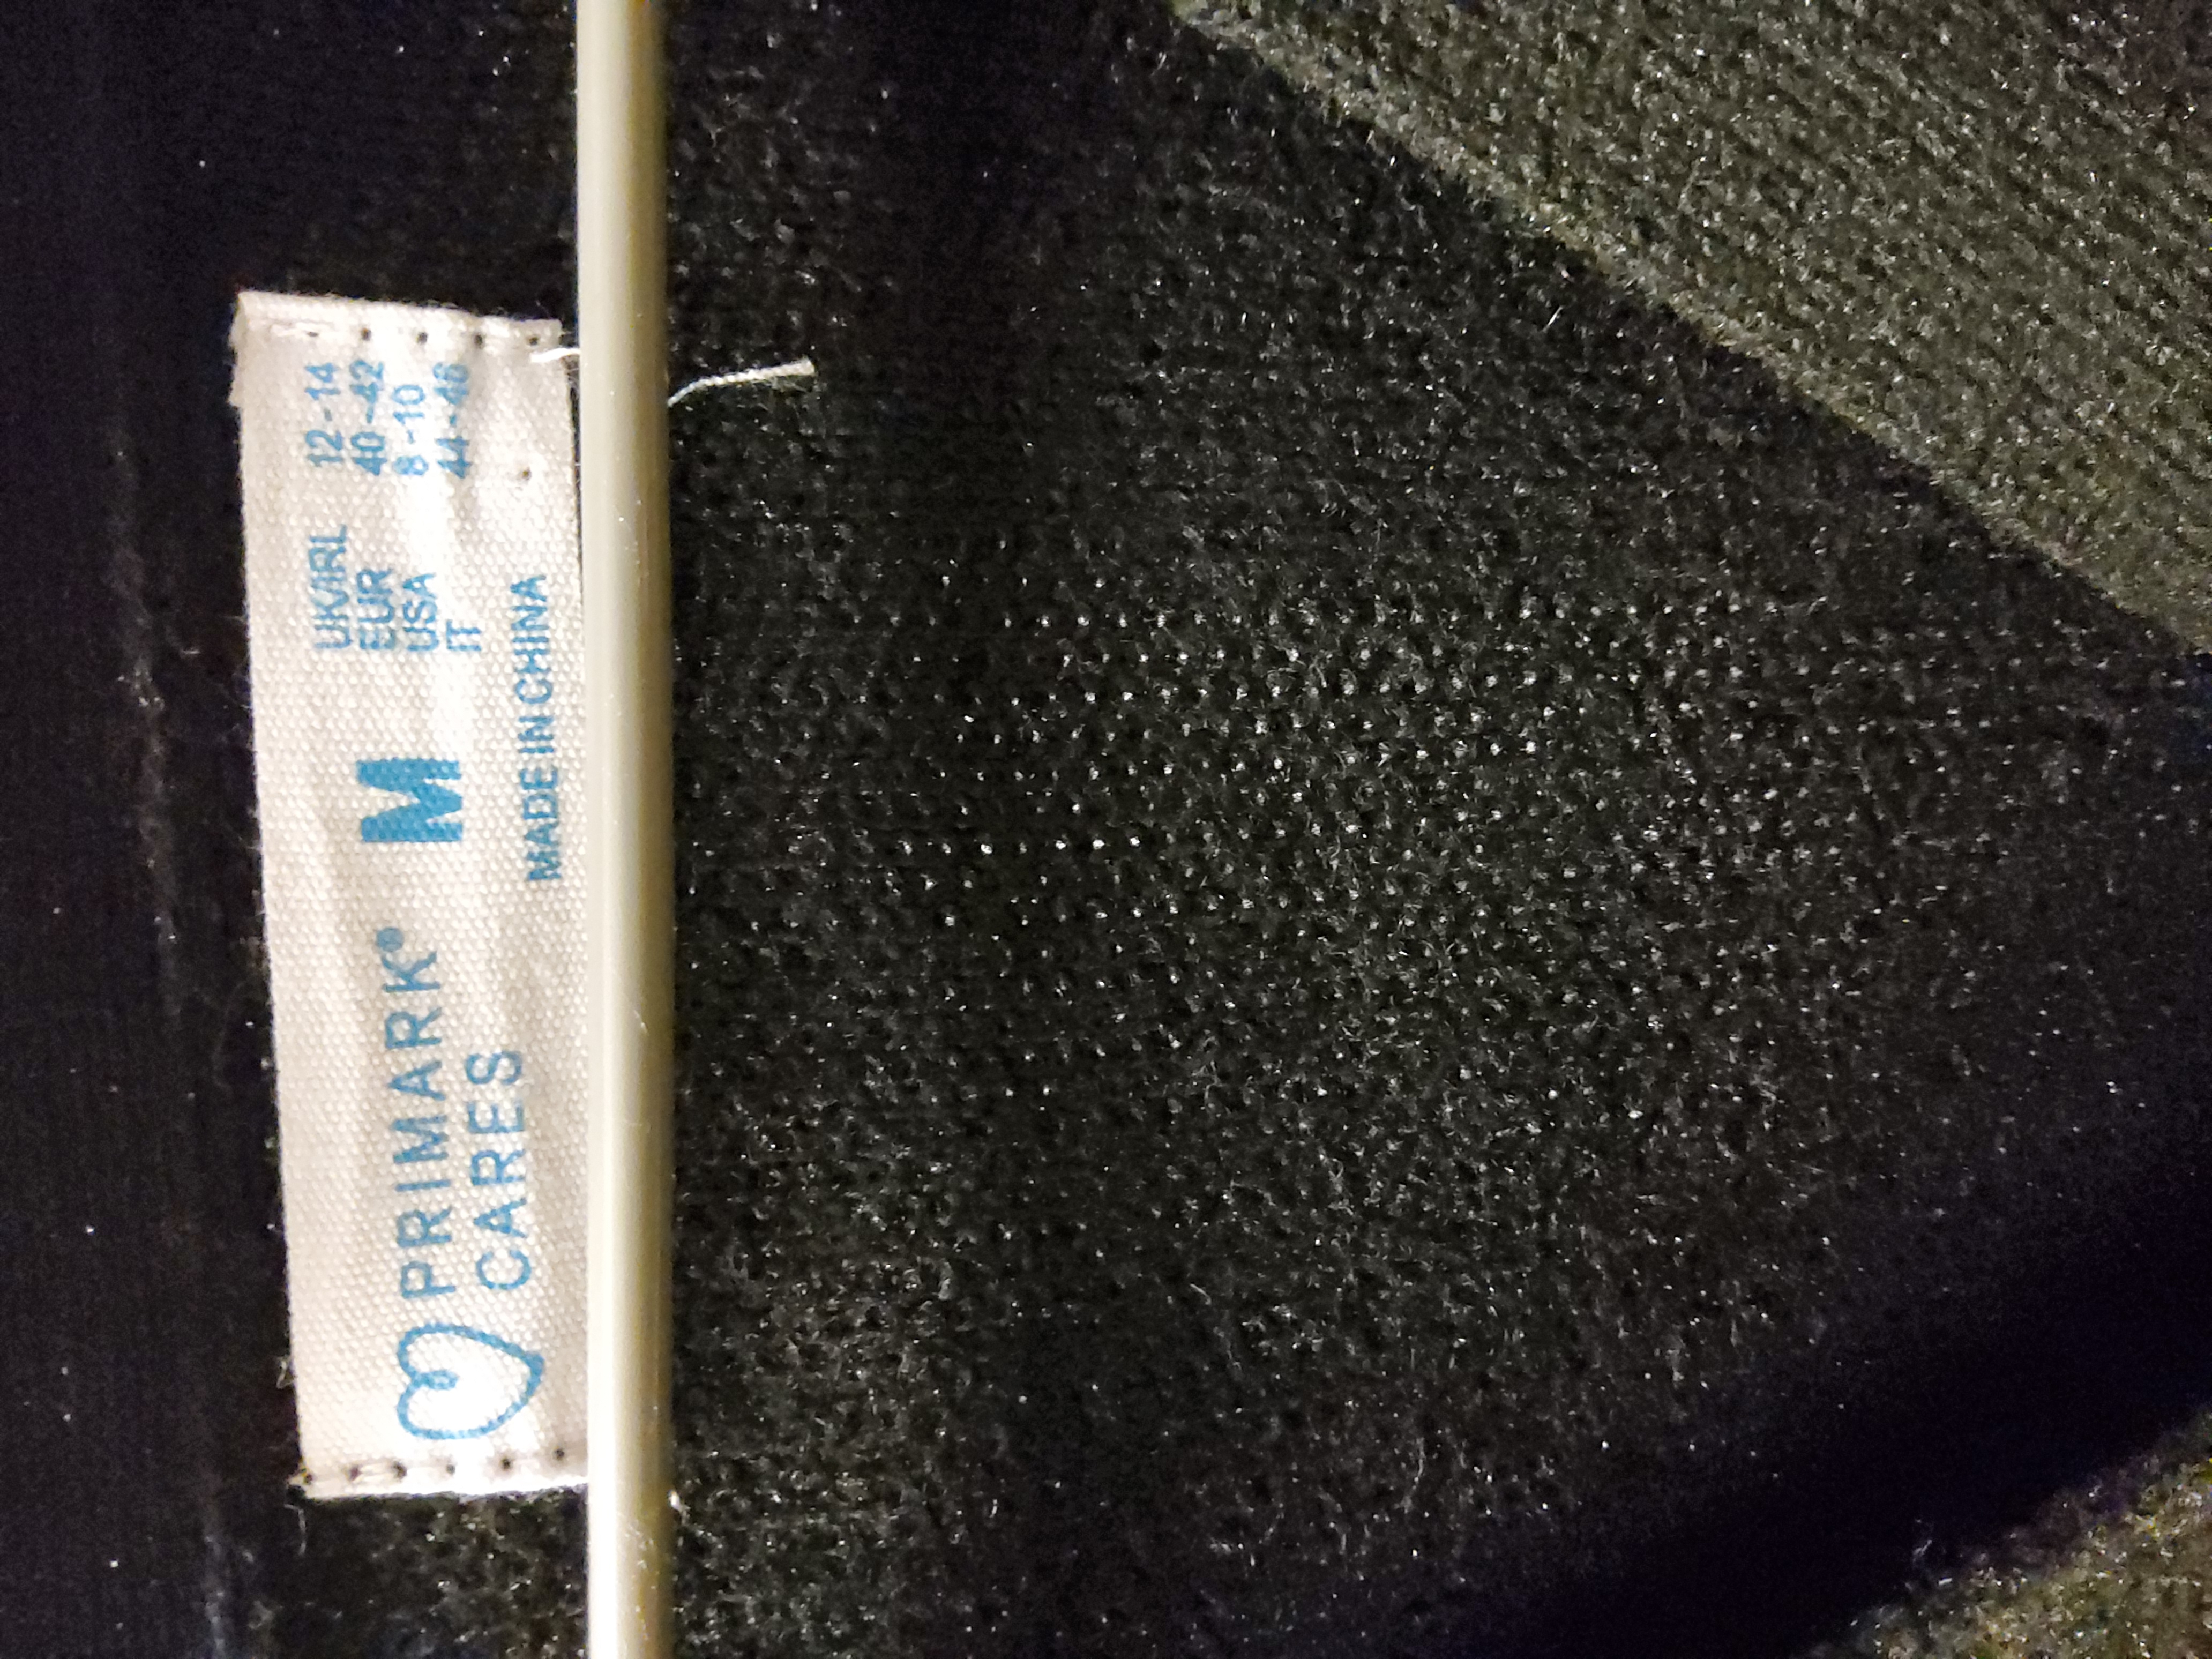 PRIMARK®
CARES
M
UK/IRL 12-14
EUR 40-42
USA 8-10
IT 44-46
MADE IN CHINA